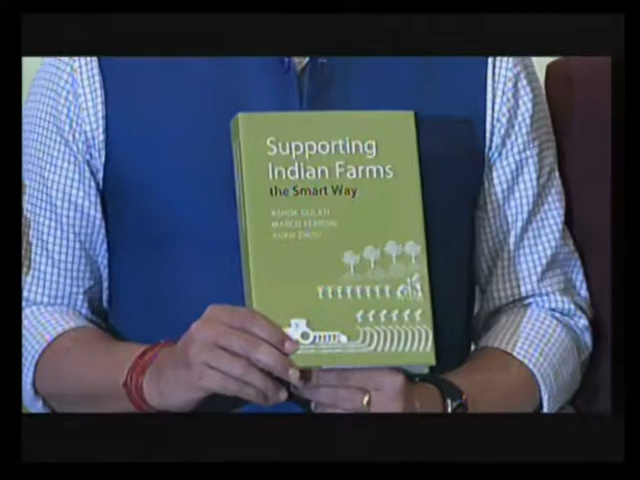 Supporting
Indian Farms
the Smart Way
ASHOK GULATI
MARCO FERRONI
YUAN ZHOU